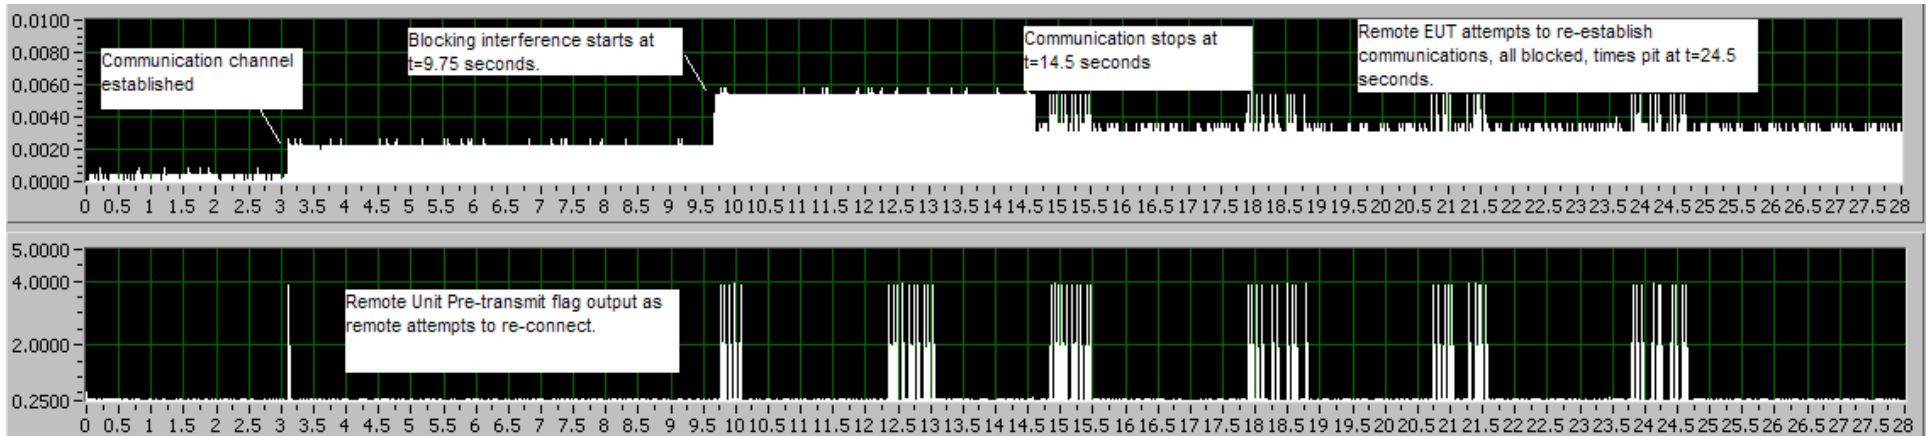 0.0100
0.0080
0.0060
0.0040
0.0020
0.0000
Communication channel
established
Blocking interference starts at
t=9.75 seconds.
Communication stops at
t=14.5 seconds
Remote EUT attempts to re-establish
communications, all blocked, times pit at t=24.5
seconds.
0 0.5 1 1.5 2 2.5 3 3.5 4 4.5 5 5.5 6 6.5 7 7.5 8 8.5 9 9.5 10 10.5 11 11.5 12 12.5 13 13.5 14 14.5 15 15.5 16 16.5 17 17.5 18 18.5 19 19.5 20 20.5 21 21.5 22 22.5 23 23.5 24 24.5 25 25.5 26 26.5 27 27.5 28
5.0000
4.0000
2.0000
0.2500
Remote Unit Pre-transmit flag output as
remote attempts to re-connect.
0 0.5 1 1.5 2 2.5 3 3.5 4 4.5 5 5.5 6 6.5 7 7.5 8 8.5 9 9.5 10 10.5 11 11.5 12 12.5 13 13.5 14 14.5 15 15.5 16 16.5 17 17.5 18 18.5 19 19.5 20 20.5 21 21.5 22 22.5 23 23.5 24 24.5 25 25.5 26 26.5 27 27.5 28